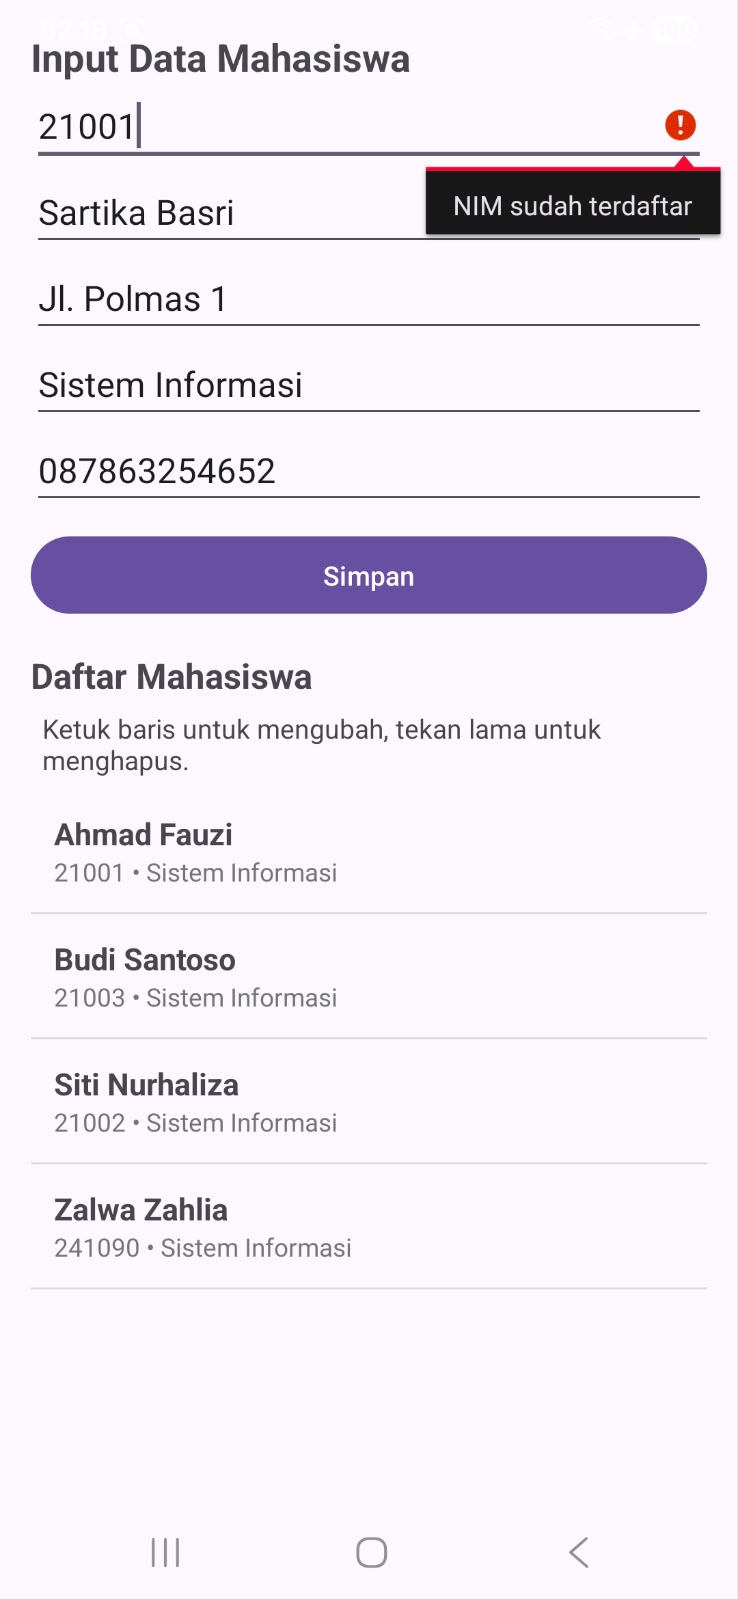 02.18
Input Data Mahasiswa
21001
NIM sudah terdaftar
Sartika Basri
Jl. Polmas 1
Sistem Informasi
087863254652
Simpan
Daftar Mahasiswa
Ketuk baris untuk mengubah, tekan lama untuk
menghapus.
Ahmad Fauzi
21001 • Sistem Informasi
Budi Santoso
21003 • Sistem Informasi
Siti Nurhaliza
21002 • Sistem Informasi
Zalwa Zahlia
241090 • Sistem Informasi